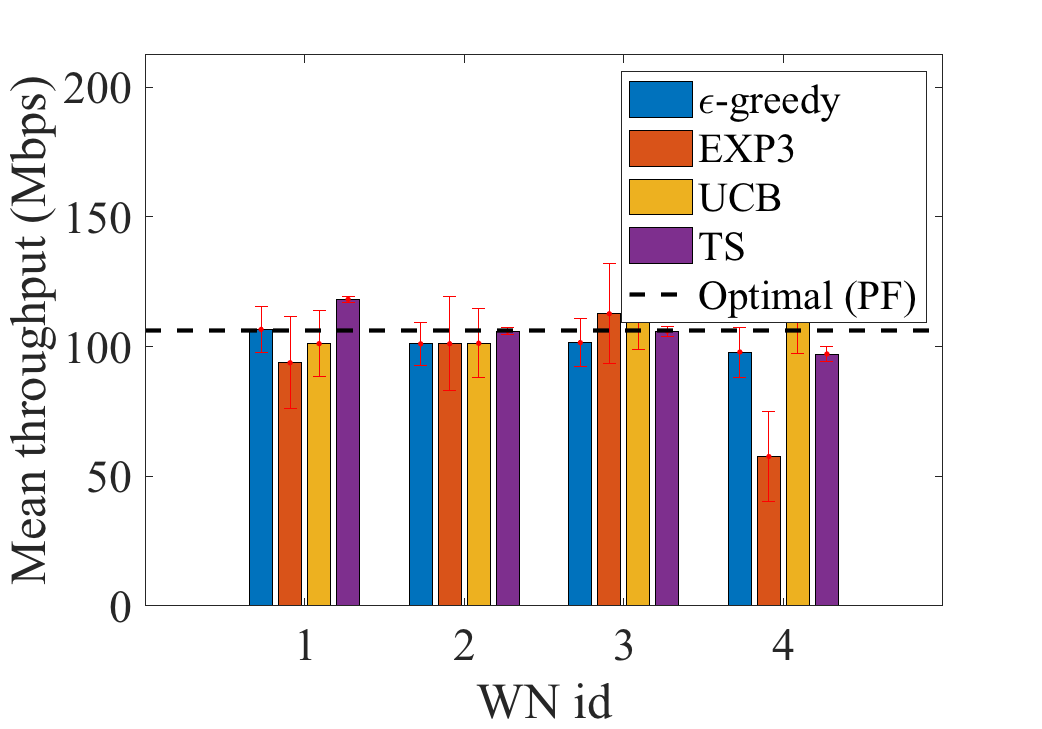 Mean throughput (Mbps)
200
150
100
50
0
ϵ-greedy
EXP3
UCB
TS
Optimal (PF)
1 2 3 4
WN id